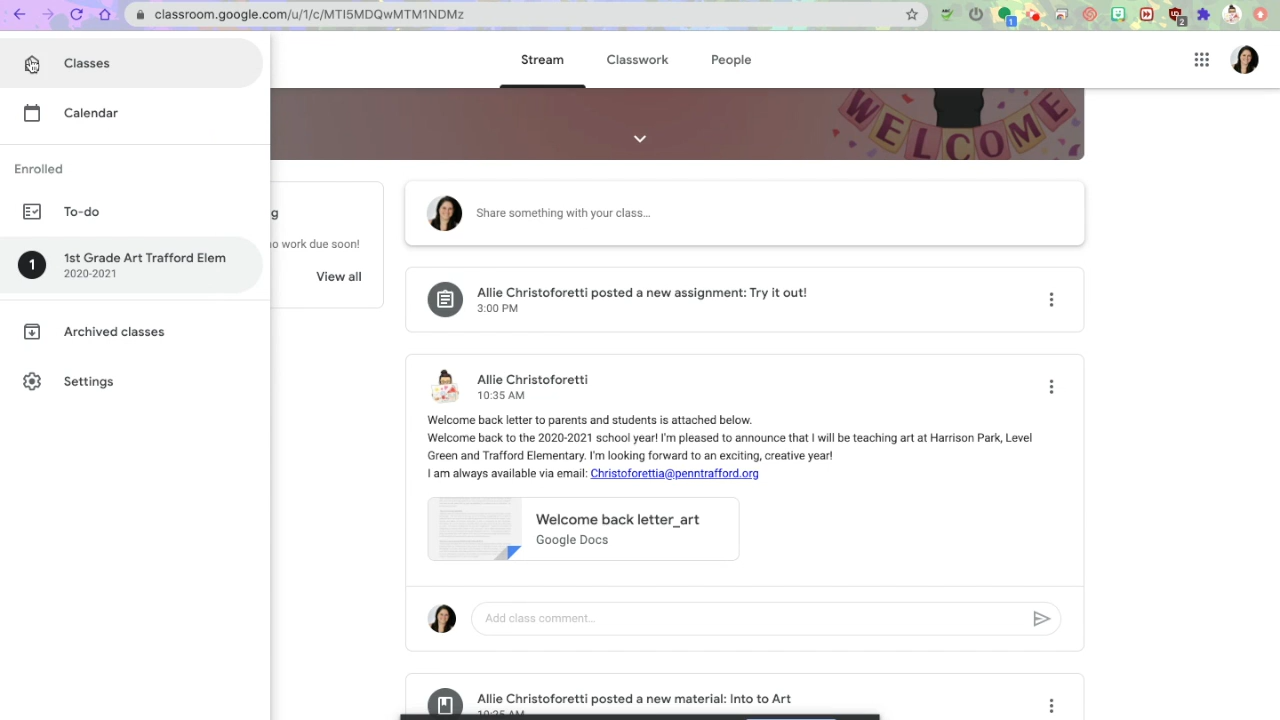 classroom.google.com/u/1/c/MTI5MDQwMTM1NDMz
1
2
Classes
Stream
Classwork
People
Calendar
WELCOME
Enrolled
To-do
1
1st Grade Art Trafford Elem
2020-2021
Archived classes
Settings
g
no work due soon!
View all
Share something with your class...
Allie Christoforetti posted a new assignment: Try it out!
3:00 PM
Allie Christoforetti
10:35 AM
Welcome back letter to parents and students is attached below.
Welcome back to the 2020-2021 school year! I'm pleased to announce that I will be teaching art at Harrison Park, Level
Green and Trafford Elementary. I'm looking forward to an exciting, creative year!
I am always available via email: Christoforettia@penntrafford.org
Welcome back letter_art
Google Docs
Add class comment...
Allie Christoforetti posted a new material: Into to Art
10:35 AM